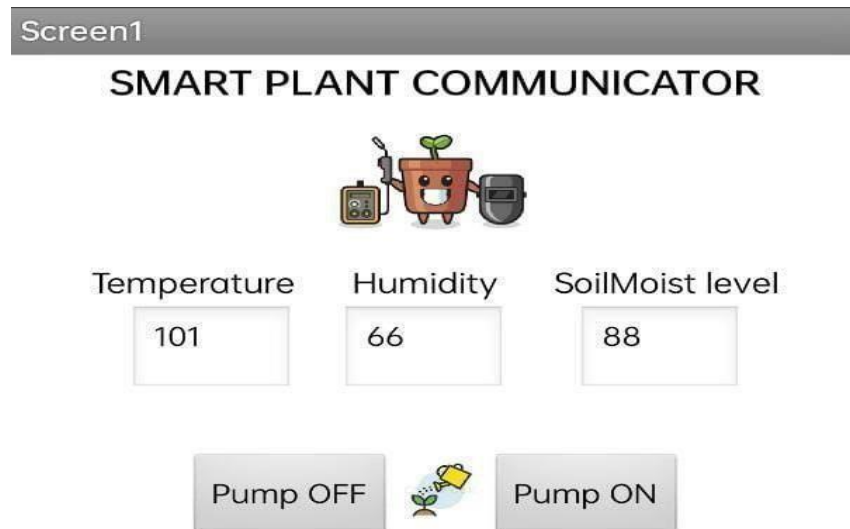 Screen1
SMART PLANT COMMUNICATOR
Temperature Humidity SoilMoist level
101 66 88
Pump OFF Pump ON